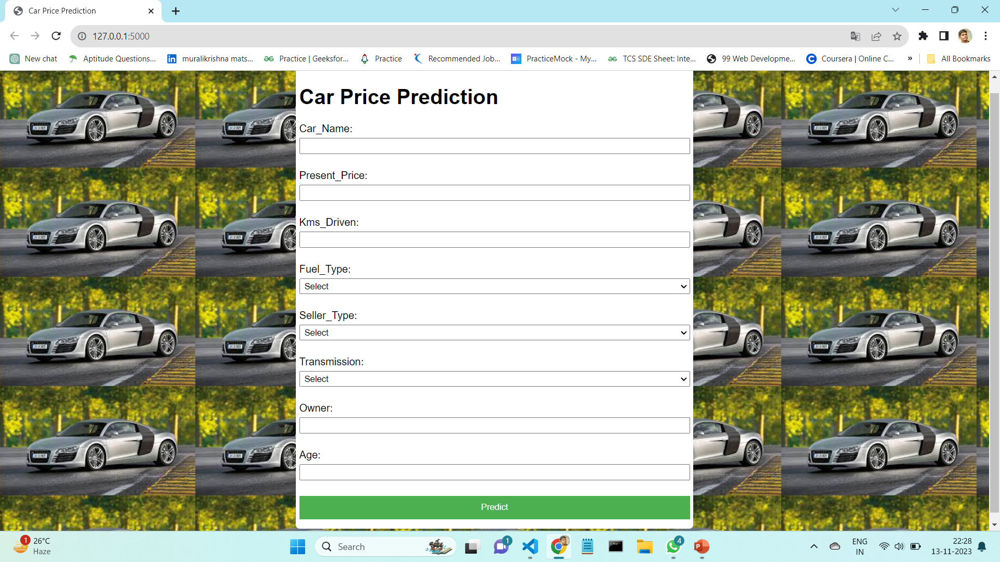 Car Price Prediction
127.0.0.1:5000
New chat
Aptitude Questions...
muralikrishna mats...
Practice | Geeksfor...
Practice
Recommended Job...
PracticeMock - My...
TCS SDE Sheet: Inte...
99 Web Developme...
Coursera | Online C...
»
All Bookmarks
Car Price Prediction
Car_Name:
Present_Price:
Kms_Driven:
Fuel_Type:
Select
Seller_Type:
Select
Transmission:
Select
Owner:
Age:
Predict
1
26°C
Haze
Search
1
4
ENG
IN
22:28
13-11-2023